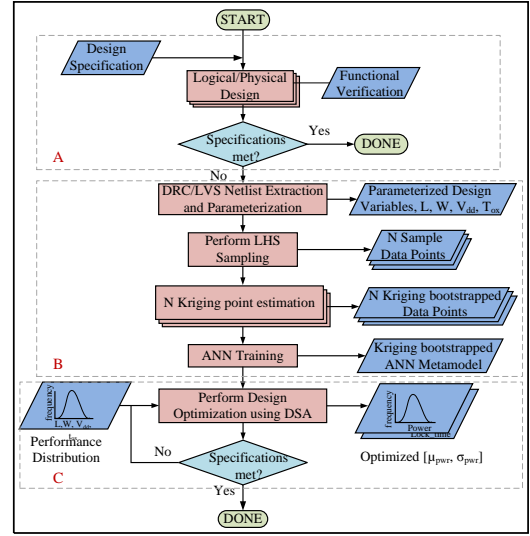 START
Design
Specification
Logical/Physical
Design
Functional
Verification
Specifications
met?
Yes
DONE
A
No
DRC/LVS Netlist Extraction
and Parameterization
Parameterized Design
Variables, L, W, Vdd, Tox
Perform LHS
Sampling
N Sample
Data Points
N Kriging point estimation
N Kriging bootstrapped
Data Points
ANN Training
Kriging bootstrapped
ANN Metamodel
B
frequency
L,W, Vdd,
Performance
Distribution
Perform Design
Optimization using DSA
frequency
Power
Lock_time
Optimized [μpwr, σpwr]
No
Specifications
met?
C
Yes
DONE